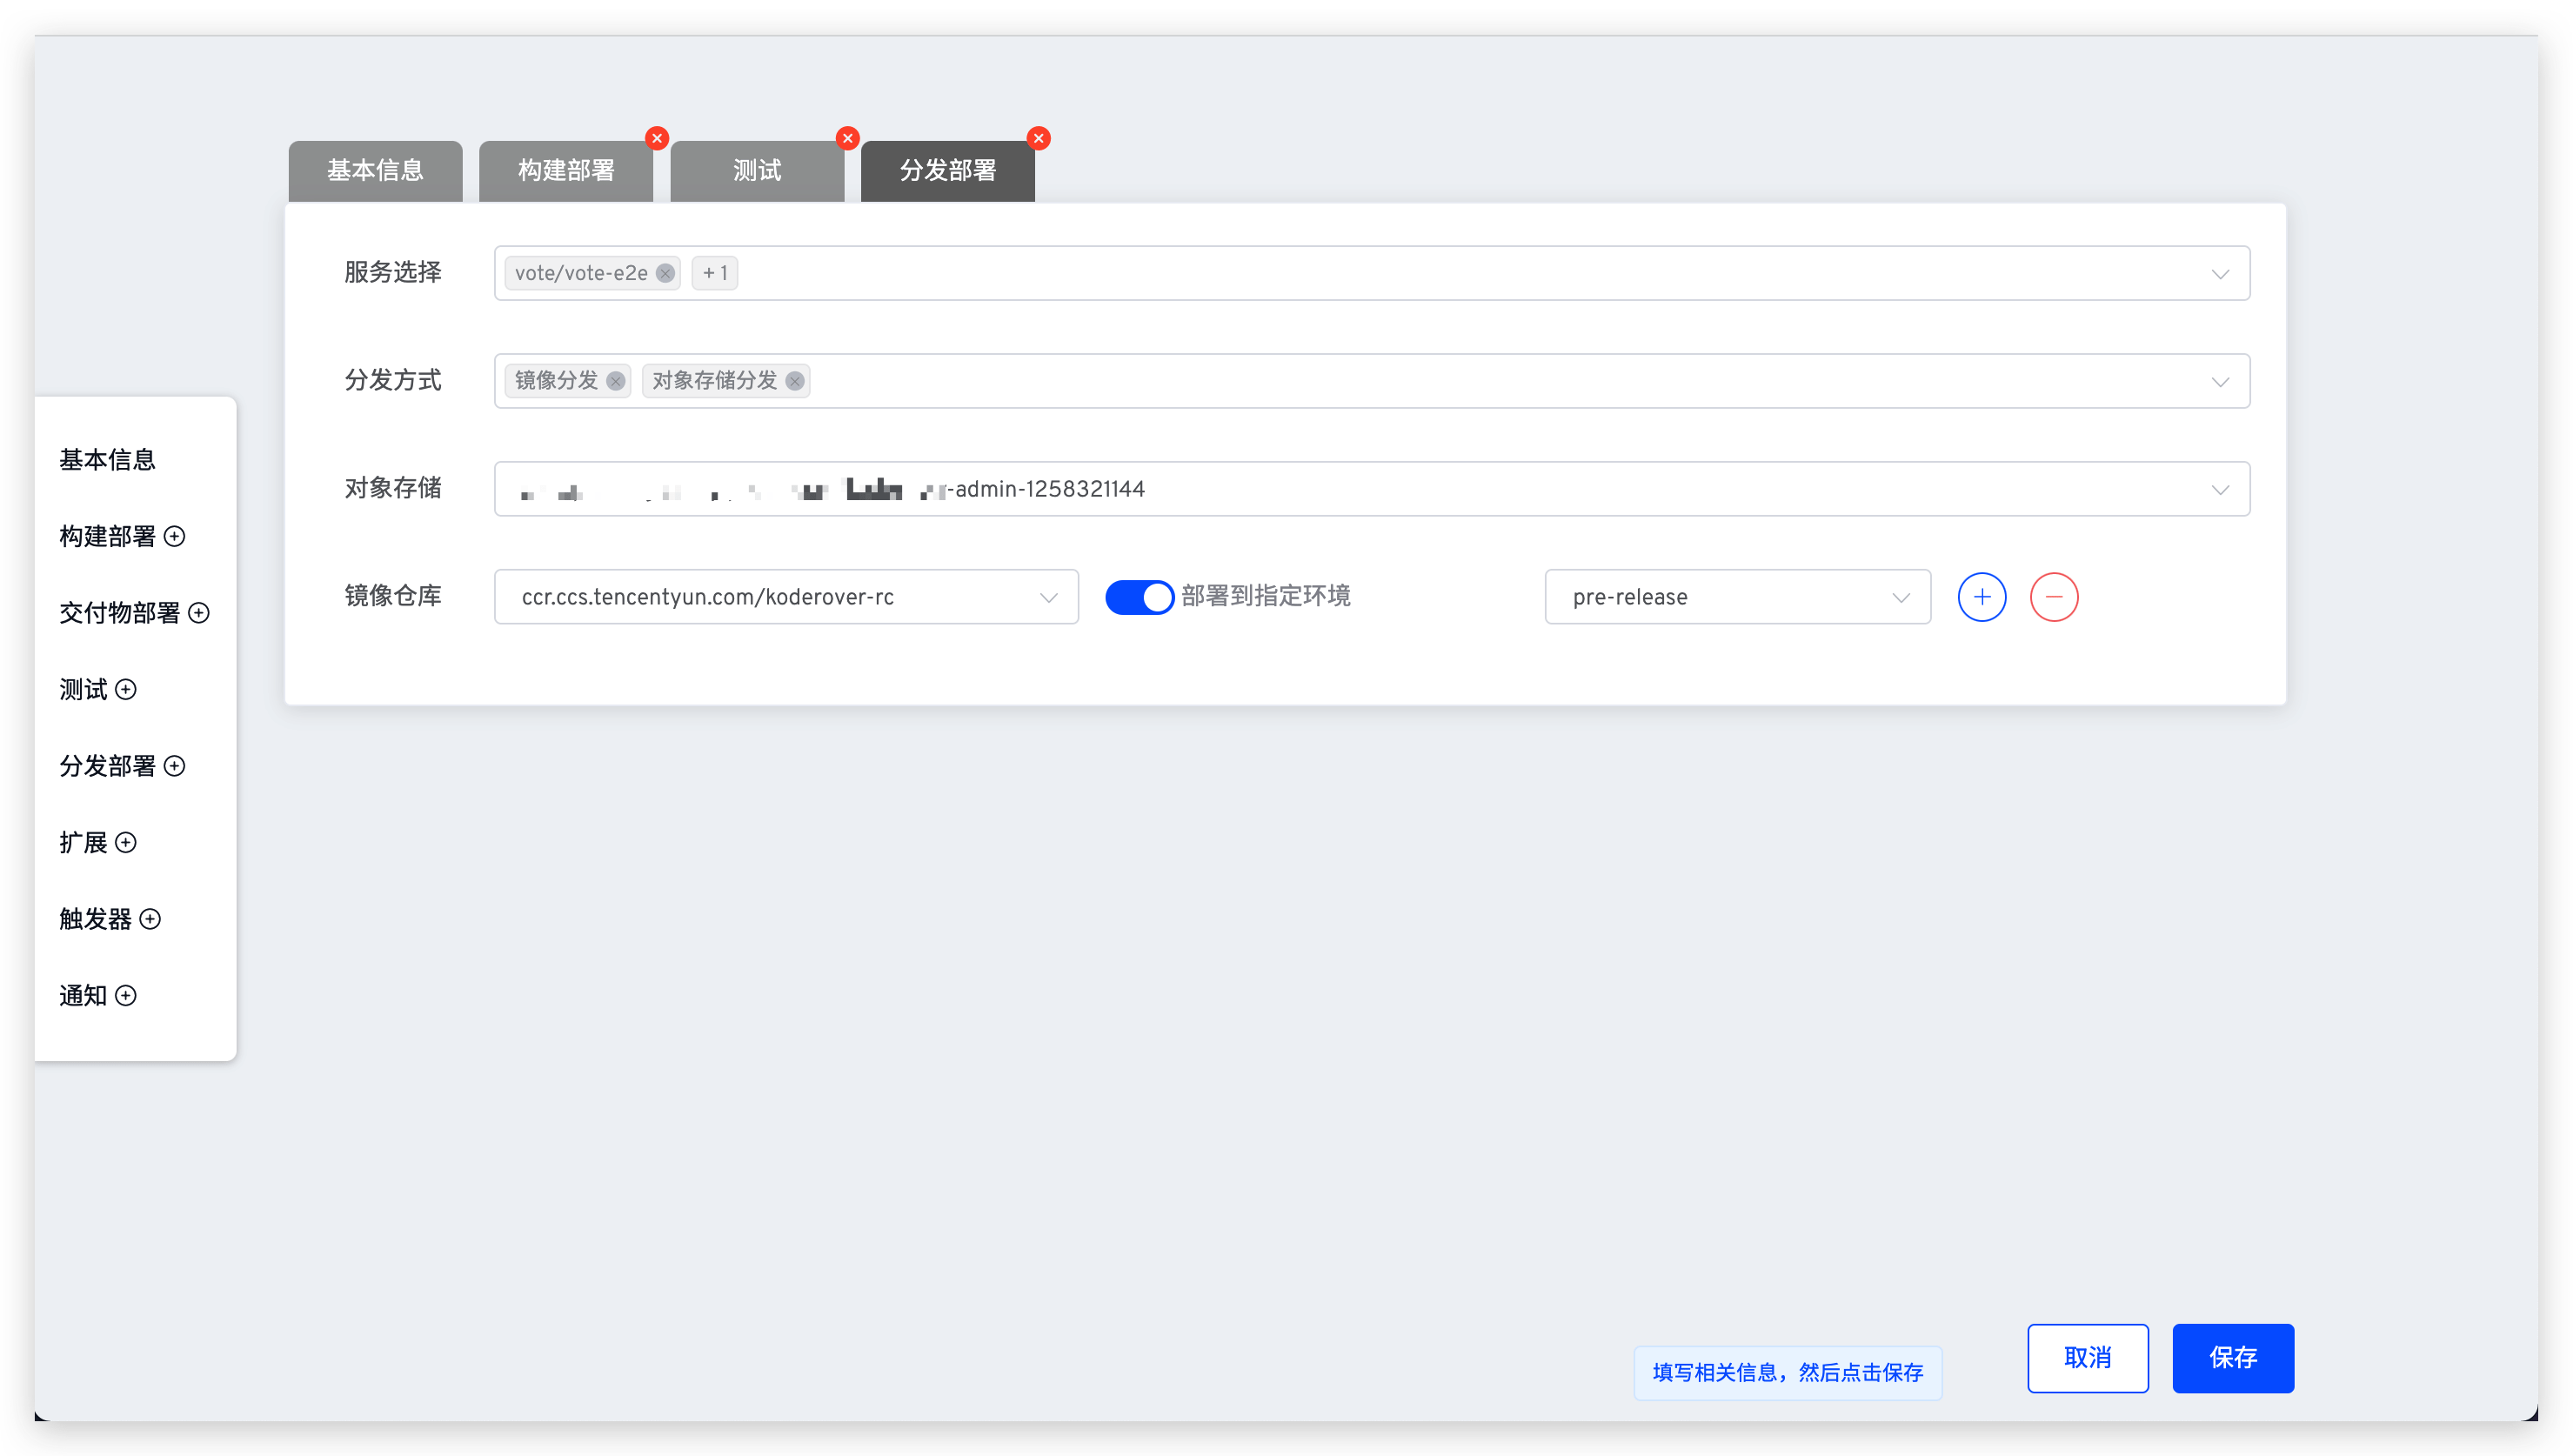 基本信息
构建部署
测试
分发部署
服务选择 vote/vote-e2e + 1
分发方式 镜像分发 对象存储分发
对象存储 -admin-1258321144
镜像仓库 ccr.ccs.tencentyun.com/koderover-rc 部署到指定环境 pre-release
基本信息
构建部署
交付物部署
测试
分发部署
扩展
触发器
通知
填写相关信息，然后点击保存
取消
保存